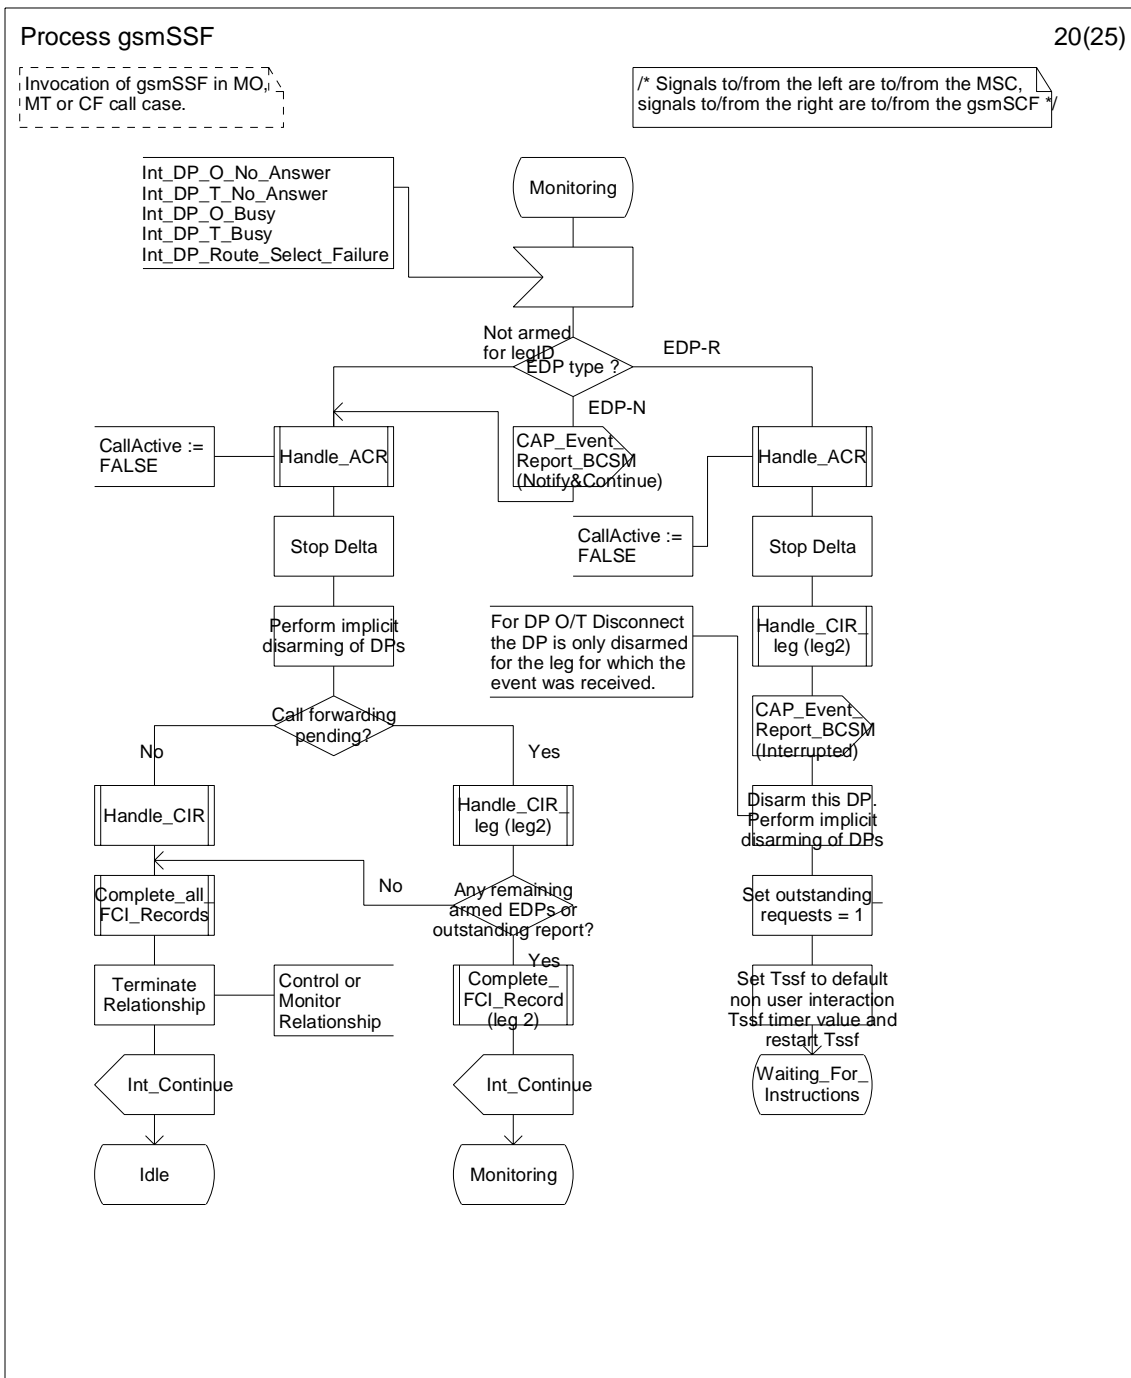 Process gsmSSF
20(25)
Invocation of gsmSSF in MO,
MT or CF call case.
/* Signals to/from the left are to/from the MSC,
signals to/from the right are to/from the gsmSCF */
Int_DP_O_No_Answer
Int_DP_T_No_Answer
Int_DP_O_Busy
Int_DP_T_Busy
Int_DP_Route_Select_Failure
Monitoring
Not armed
for legID
EDP type ?
EDP-R
EDP-N
CallActive :=
FALSE
Handle_ACR
CAP_Event_
Report_BCSM
(Notify&Continue)
Handle_ACR
Stop Delta
CallActive :=
FALSE
Stop Delta
Perform implicit
disarming of DPs
For DP O/T Disconnect
the DP is only disarmed
for the leg for which the
event was received.
Handle_CIR_
leg (leg2)
Call forwarding
pending?
No
Yes
CAP_Event_
Report_BCSM
(Interrupted)
Handle_CIR
Handle_CIR_
leg (leg2)
Disarm this DP.
Perform implicit
disarming of DPs
No
Complete_all_
FCI_Records
Any remaining
armed EDPs or
outstanding report?
Set outstanding_
requests = 1
Yes
Terminate
Relationship
Control or
Monitor
Relationship
Complete_
FCI_Record
(leg 2)
Set Tssf to default
non user interaction
Tssf timer value and
restart Tssf
Int_Continue
Int_Continue
Waiting_For_
Instructions
Idle
Monitoring